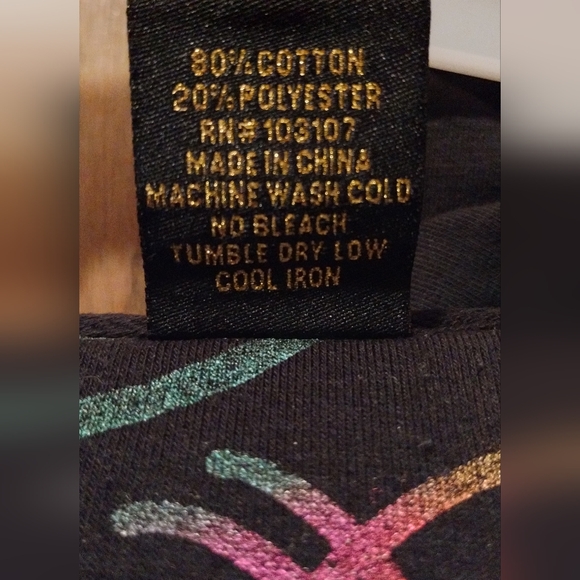 80% COTTON
20% POLYESTER
RN# 103107
MADE IN CHINA
MACHINE WASH COLD
NO BLEACH
TUMBLE DRY LOW
COOL IRON